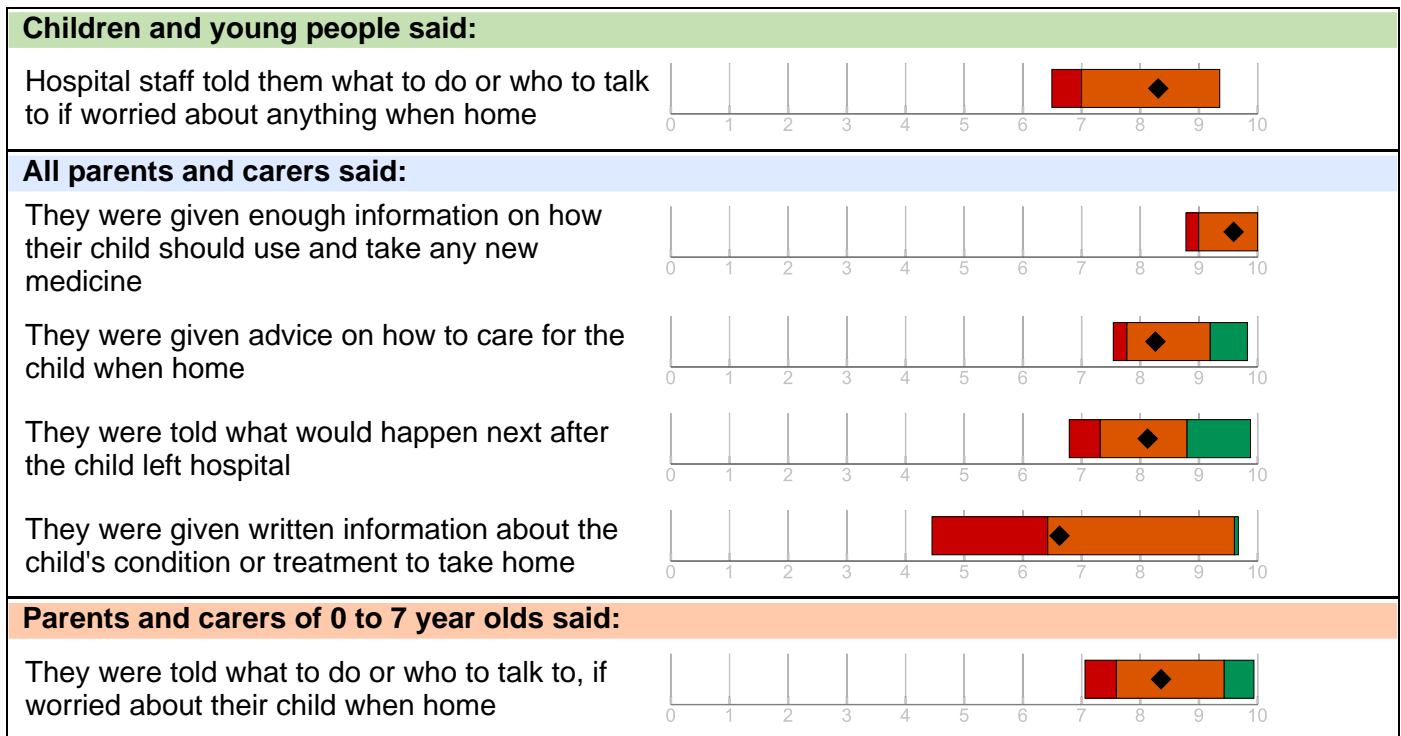 Children and young people said:
Hospital staff told them what to do or who to talk
to if worried about anything when home
0 1 2 3 4 5 6 7 8 9 10
All parents and carers said:
They were given enough information on how
their child should use and take any new
medicine
0 1 2 3 4 5 6 7 8 9 10
They were given advice on how to care for the
child when home
0 1 2 3 4 5 6 7 8 9 10
They were told what would happen next after
the child left hospital
0 1 2 3 4 5 6 7 8 9 10
They were given written information about the
child's condition or treatment to take home
0 1 2 3 4 5 6 7 8 9 10
Parents and carers of 0 to 7 year olds said:
They were told what to do or who to talk to, if
worried about their child when home
0 1 2 3 4 5 6 7 8 9 10